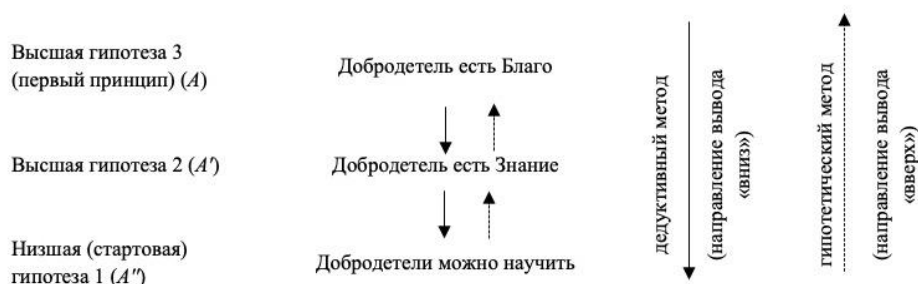 Высшая гипотеза 3
(первый принцип) (A)
Добродетель есть Благо
Высшая гипотеза 2 (A′)
Добродетель есть Знание
Низшая (стартовая)
гипотеза 1 (A″)
Добродетели можно научить
дедуктивный метод
(направление вывода
«вниз»)
гипотетический метод
(направление вывода
«вверх»)